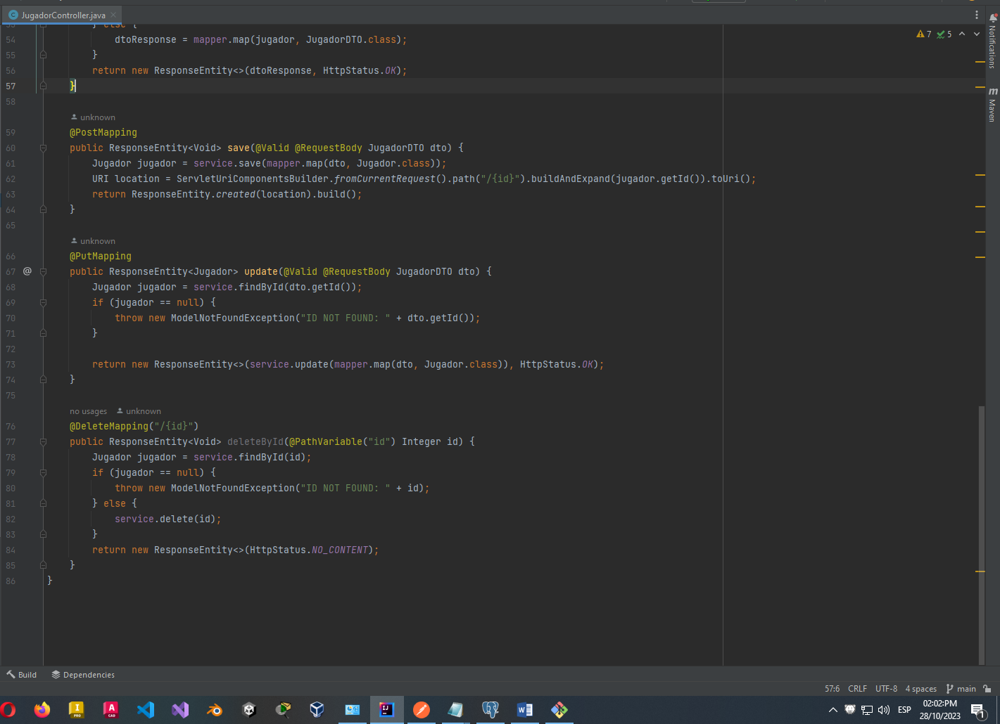 JugadorController.java
53 } else {
54 dtoResponse = mapper.map(jugador, JugadorDTO.class);
55 }
56 return new ResponseEntity<>(dtoResponse, HttpStatus.OK);
57 }
58
unknown
59 @PostMapping
60 public ResponseEntity<Void> save(@Valid @RequestBody JugadorDTO dto) {
61 Jugador jugador = service.save(mapper.map(dto, Jugador.class));
62 URI location = ServletUriComponentsBuilder.fromCurrentRequest().path("/{id}").buildAndExpand(jugador.getId()).toUri();
63 return ResponseEntity.created(location).build();
64 }
65
unknown
66 @PutMapping
67 @ public ResponseEntity<Jugador> update(@Valid @RequestBody JugadorDTO dto) {
68 Jugador jugador = service.findById(dto.getId());
69 if (jugador == null) {
70 throw new ModelNotFoundException("ID NOT FOUND: " + dto.getId());
71 }
72
73 return new ResponseEntity<>(service.update(mapper.map(dto, Jugador.class)), HttpStatus.OK);
74 }
75
no usages unknown
76 @DeleteMapping("/{id}")
77 public ResponseEntity<Void> deleteById(@PathVariable("id") Integer id) {
78 Jugador jugador = service.findById(id);
79 if (jugador == null) {
80 throw new ModelNotFoundException("ID NOT FOUND: " + id);
81 } else {
82 service.delete(id);
83 }
84 return new ResponseEntity<>(HttpStatus.NO_CONTENT);
85 }
86 }
7 5
Notifications
m Maven
Build Dependencies
57:6 CRLF UTF-8 4 spaces main
ESP
02:02:PM
28/10/2023
1